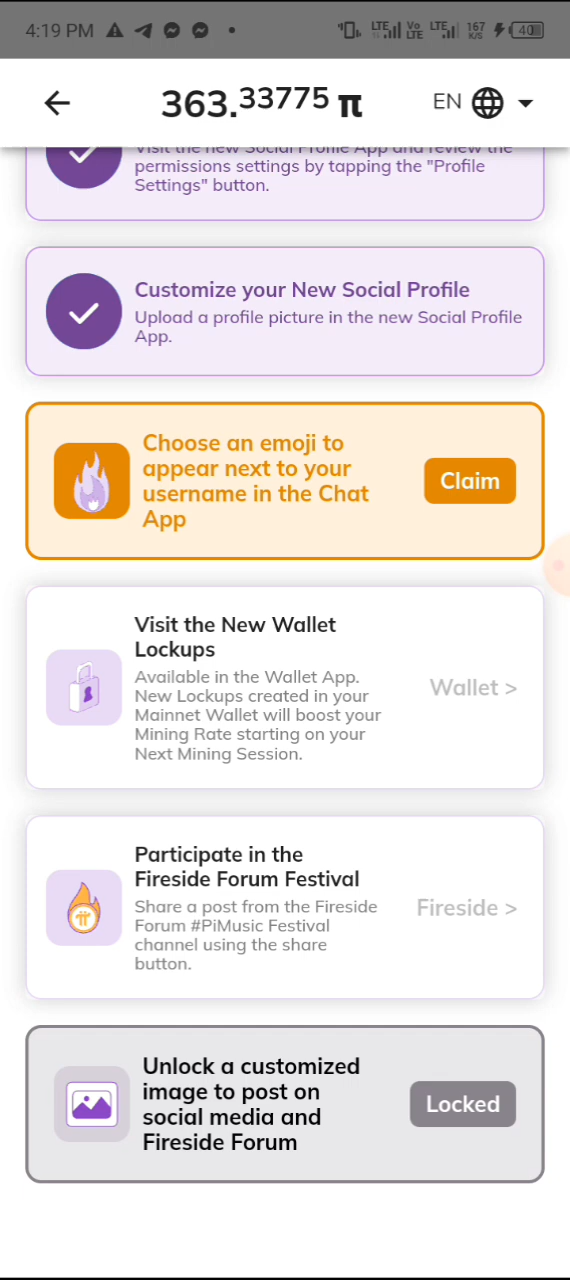 4:19 PM
LTE Vo LTE LTE 167 K/S 40
363.33775 π
EN
Visit the new Social Profile App and review the
permissions settings by tapping the "Profile
Settings" button.
Customize your New Social Profile
Upload a profile picture in the new Social Profile
App.
Choose an emoji to
appear next to your
username in the Chat
App
Claim
Visit the New Wallet
Lockups
Available in the Wallet App.
New Lockups created in your
Mainnet Wallet will boost your
Mining Rate starting on your
Next Mining Session.
Wallet >
Participate in the
Fireside Forum Festival
Share a post from the Fireside
Forum #PiMusic Festival
channel using the share
button.
Fireside >
Unlock a customized
image to post on
social media and
Fireside Forum
Locked